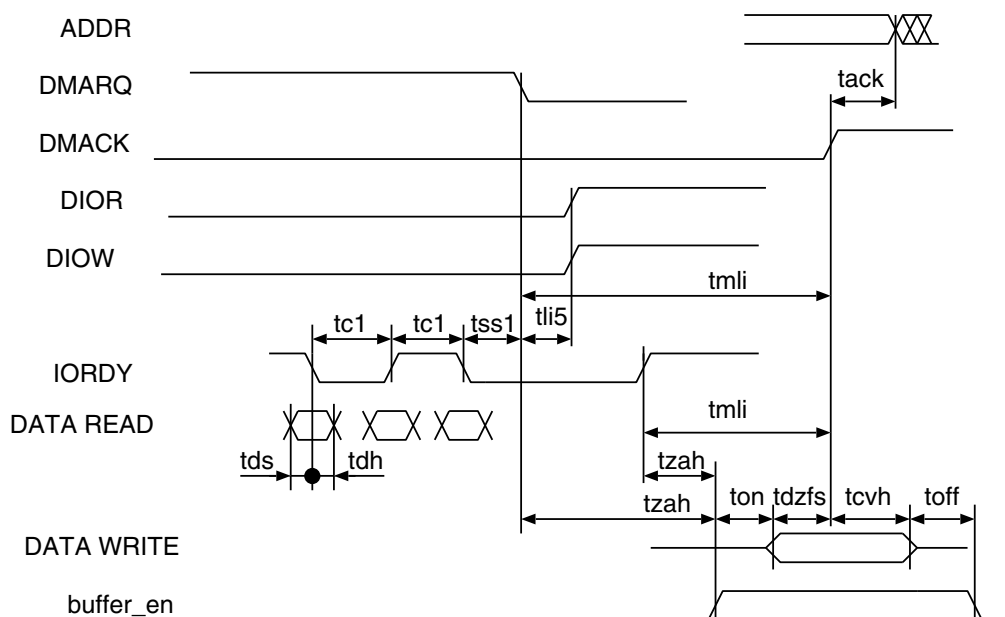 ADDR
DMARQ
tack
DMACK
DIOR
DIOW
tmli
tc1 tc1 tss1 tli5
IORDY
tmli
DATA READ
tds tdh tzah
tzah ton tdzfs tcvh toff
DATA WRITE
buffer_en